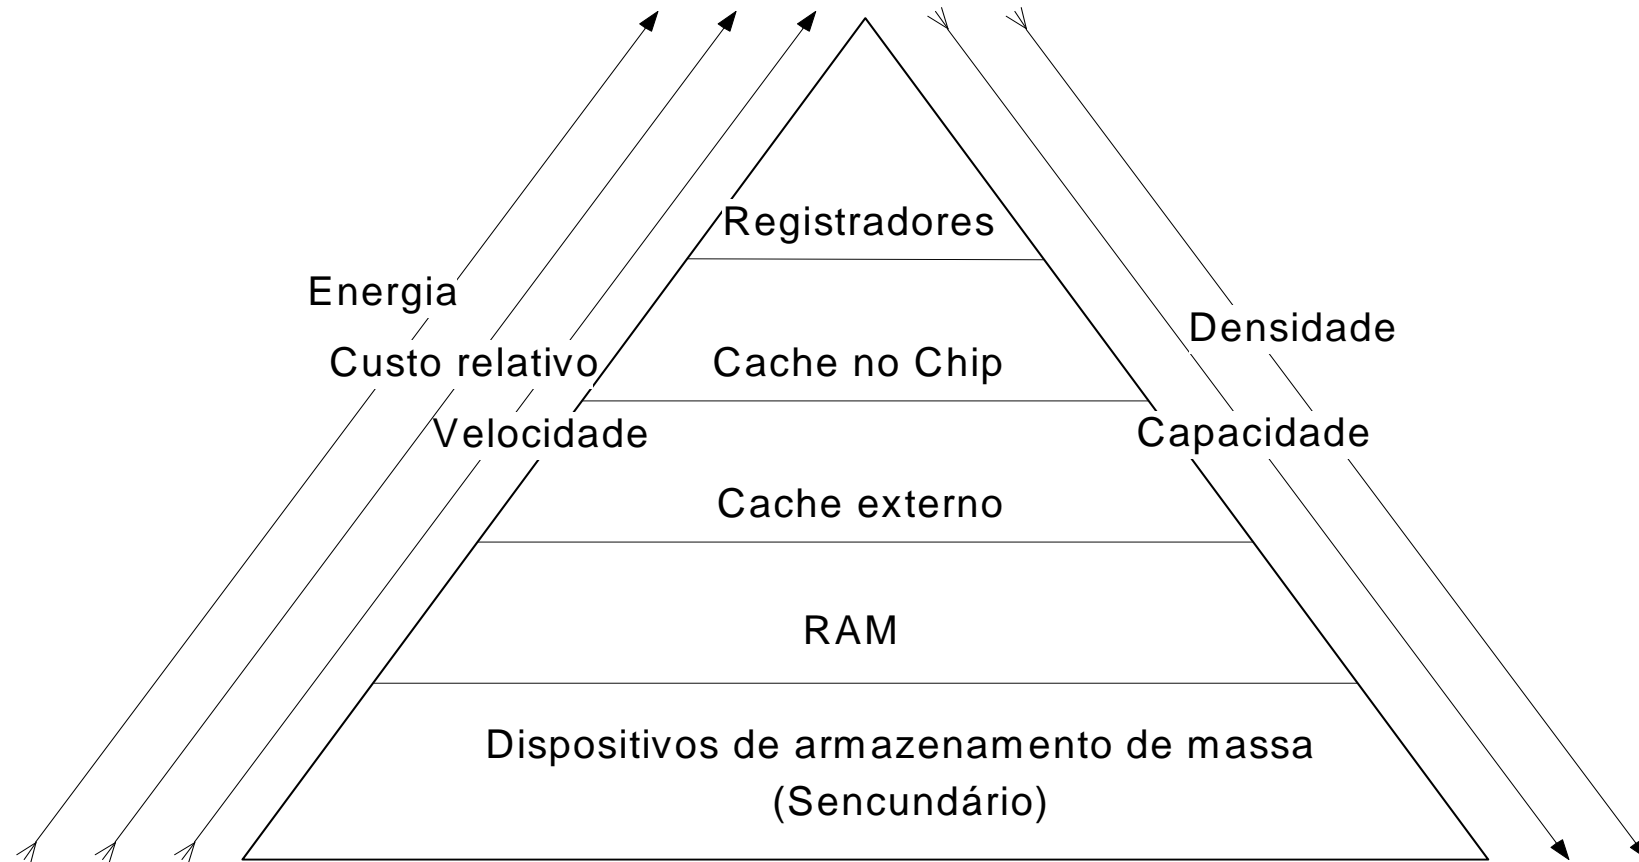 Registradores
Energia
Densidade
Custo relativo
Cache no Chip
Velocidade
Capacidade
Cache externo
RAM
Dispositivos de armazenamento de massa
(Sencundário)